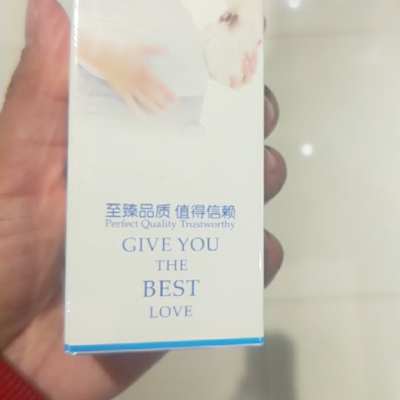 至臻品质 值得信赖
Perfect Quality Trustworthy
GIVE YOU
THE
BEST
LOVE